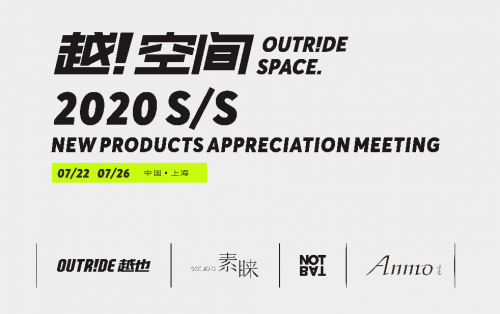 越!空间 OUTR!DE
SPACE.
2020 S/S
NEW PRODUCTS APPRECIATION MEETING
07/22 07/26 中国·上海
OUTR!DE 越也
素睐
NOT
BAT
Anmo